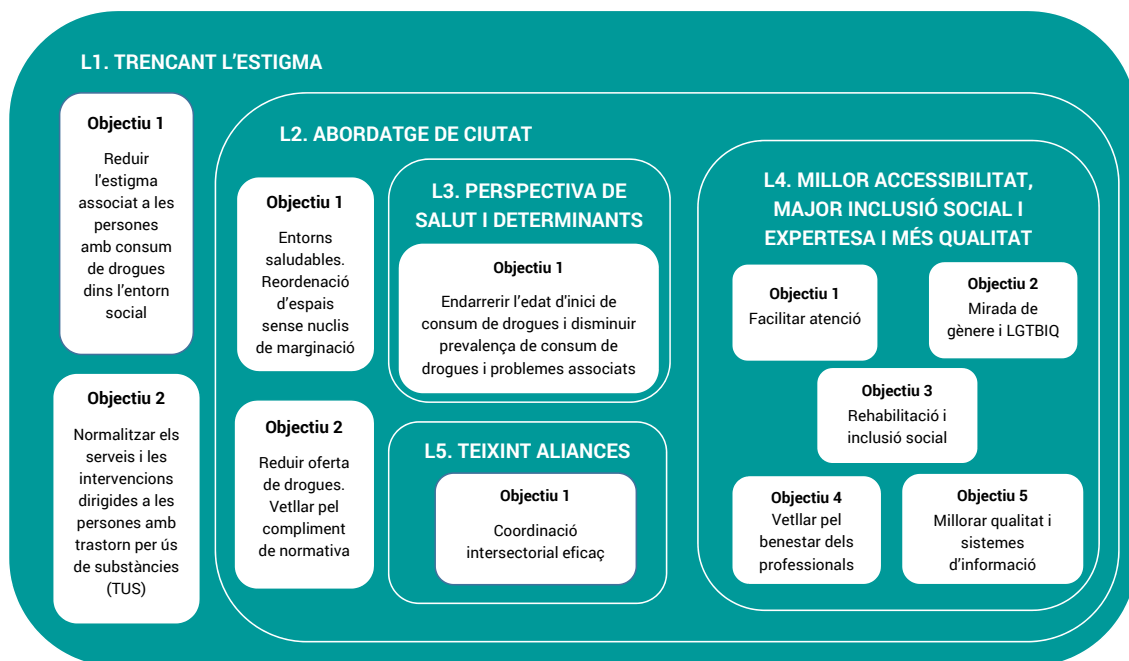 L1. TRENCANT L'ESTIGMA
Objectiu 1
Reduir
l'estigma
associat a les
persones
amb consum
de drogues
dins l'entorn
social
Objectiu 2
Normalitzar els
serveis i les
intervencions
dirigides a les
persones amb
trastorn per ús
de substàncies
(TUS)
L2. ABORDATGE DE CIUTAT
Objectiu 1
Entorns
saludables.
Reordenació
d'espais
sense nuclis
de marginació
Objectiu 2
Reduir oferta
de drogues.
Vetllar pel
compliment
de normativa
L3. PERSPECTIVA DE
SALUT I DETERMINANTS
Objectiu 1
Endarrerir l'edat d'inici de
consum de drogues i disminuir
prevalença de consum de
drogues i problemes associats
L5. TEIXINT ALIANCES
Objectiu 1
Coordinació
intersectorial eficaç
L4. MILLOR ACCESSIBILITAT,
MAJOR INCLUSIÓ SOCIAL I
EXPERTESA I MÉS QUALITAT
Objectiu 1
Facilitar atenció
Objectiu 2
Mirada de
gènere i LGTBIQ
Objectiu 3
Rehabilitació i
inclusió social
Objectiu 4
Vetllar pel
benestar dels
professionals
Objectiu 5
Millorar qualitat i
sistemes
d'informació